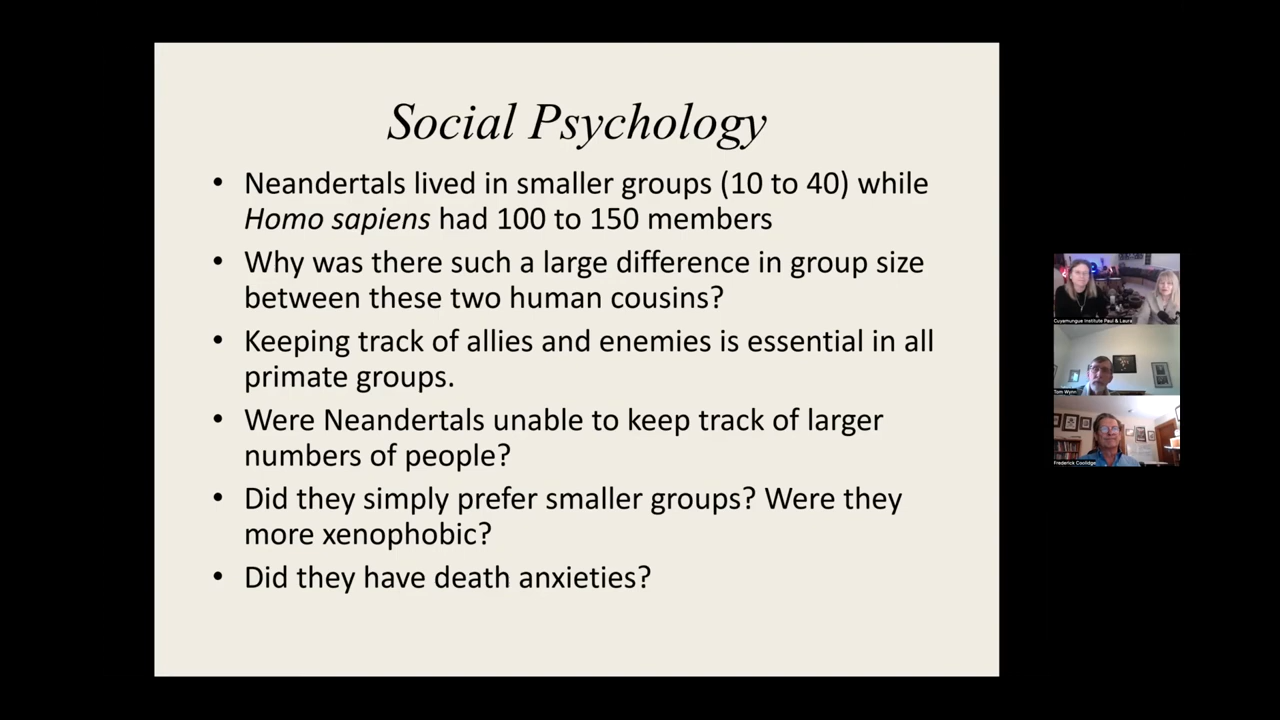 Social Psychology
• Neandertals lived in smaller groups (10 to 40) while
Homo sapiens had 100 to 150 members
• Why was there such a large difference in group size
between these two human cousins?
• Keeping track of allies and enemies is essential in all
primate groups.
• Were Neandertals unable to keep track of larger
numbers of people?
• Did they simply prefer smaller groups? Were they
more xenophobic?
• Did they have death anxieties?
Cuyamungue Institute Paul & Laura
Tom Wynn
Frederick Coolidge